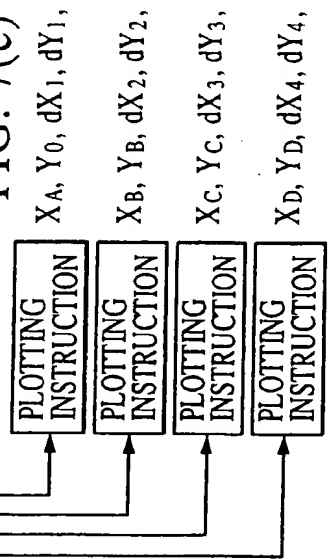 FIG. 7(c)
PLOTTING
INSTRUCTION
XA, Y0, dX1, dY1,
PLOTTING
INSTRUCTION
XB, YB, dX2, dY2,
PLOTTING
INSTRUCTION
XC, YC, dX3, dY3,
PLOTTING
INSTRUCTION
XD, YD, dX4, dY4,